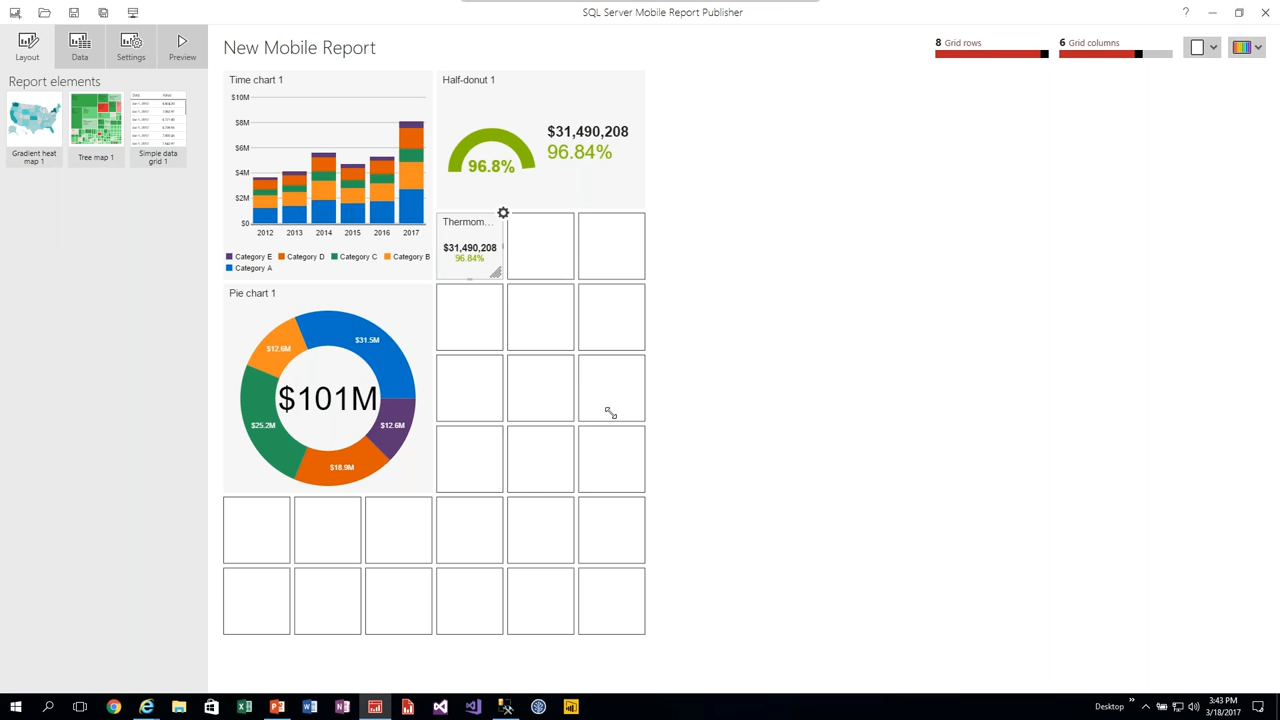 SQL Server Mobile Report Publisher
?
Layout
Data
Settings
Preview
New Mobile Report
8 Grid rows
6 Grid columns
Report elements
Gradient heat
map 1
Tree map 1
Simple data
grid 1
Time chart 1
$10M
$8M
$6M
$4M
$2M
$0
2012 2013 2014 2015 2016 2017
Category E Category D Category C Category B
Category A
Half-donut 1
$31,490,208
96.84%
96.8%
Thermom...
$31,490,208
96.84%
Pie chart 1
$31.5M
$12.6M
$101M
$25.2M
$12.6M
$18.9M
Desktop
3:43 PM
3/18/2017